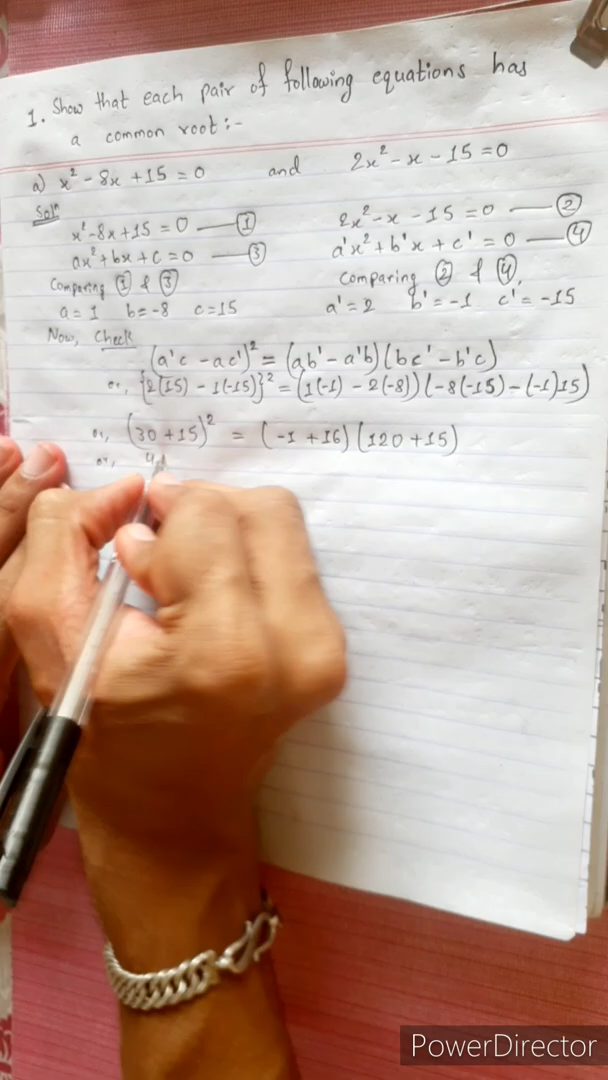 1. Show that each pair of following equations has
a common root:-
a) x² - 8x + 15 = 0 and 2x² - x - 15 = 0
Solⁿ
x² - 8x + 15 = 0 —— ① 2x² - x - 15 = 0 —— ②
ax² + bx + c = 0 —— ③ a'x² + b'x + c' = 0 —— ④
Comparing ① & ③ Comparing ② & ④,
a = 1 b = -8 c = 15 a' = 2 b' = -1 c' = -15
Now, Check
(a'c - ac')² = (ab' - a'b)(bc' - b'c)
or, {2(15) - 1(-15)}² = (1(-1) - 2(-8))(-8(-15) - (-1)15)
or, (30 + 15)² = (-1 + 16)(120 + 15)
or, 4
PowerDirector